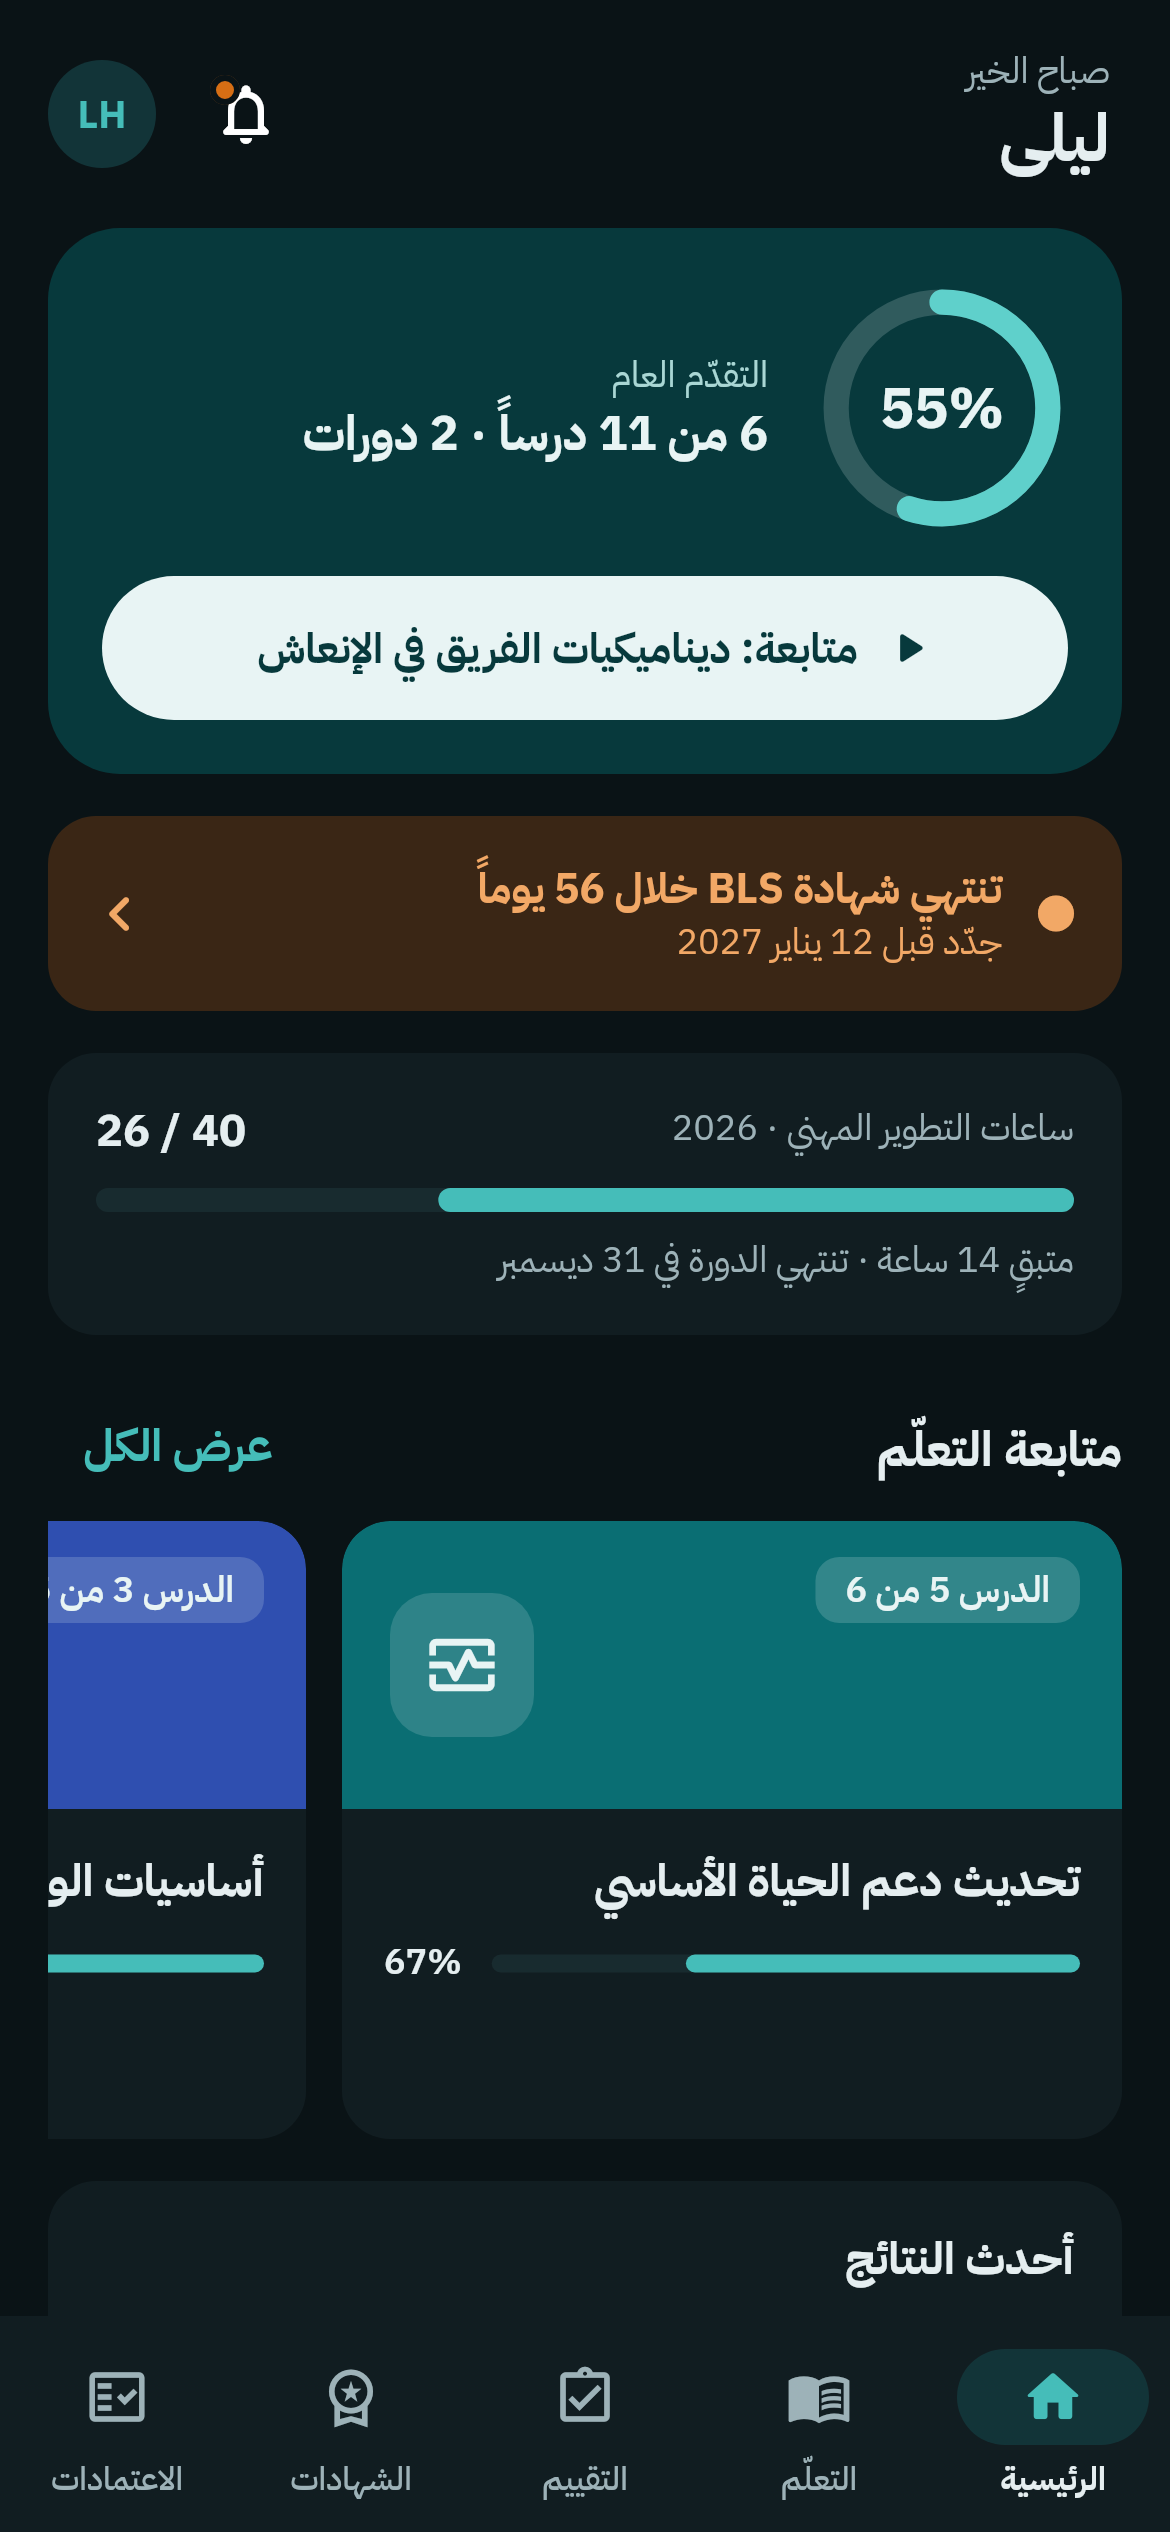 صباح الخير
ليلى
LH
55%
التقدّم العام
6 من 11 درساً · 2 دورات
متابعة: ديناميكيات الفريق في الإنعاش
تنتهي شهادة BLS خلال 56 يوماً
جدّد قبل 12 يناير 2027
ساعات التطوير المهني · 2026
26 / 40
متبقٍ 14 ساعة · تنتهي الدورة في 31 ديسمبر
متابعة التعلّم
عرض الكل
الدرس 5 من 6
تحديث دعم الحياة الأساسي
67%
الدرس 3 من
أساسيات
أحدث النتائج
الرئيسية
التعلّم
التقييم
الشهادات
الاعتمادات